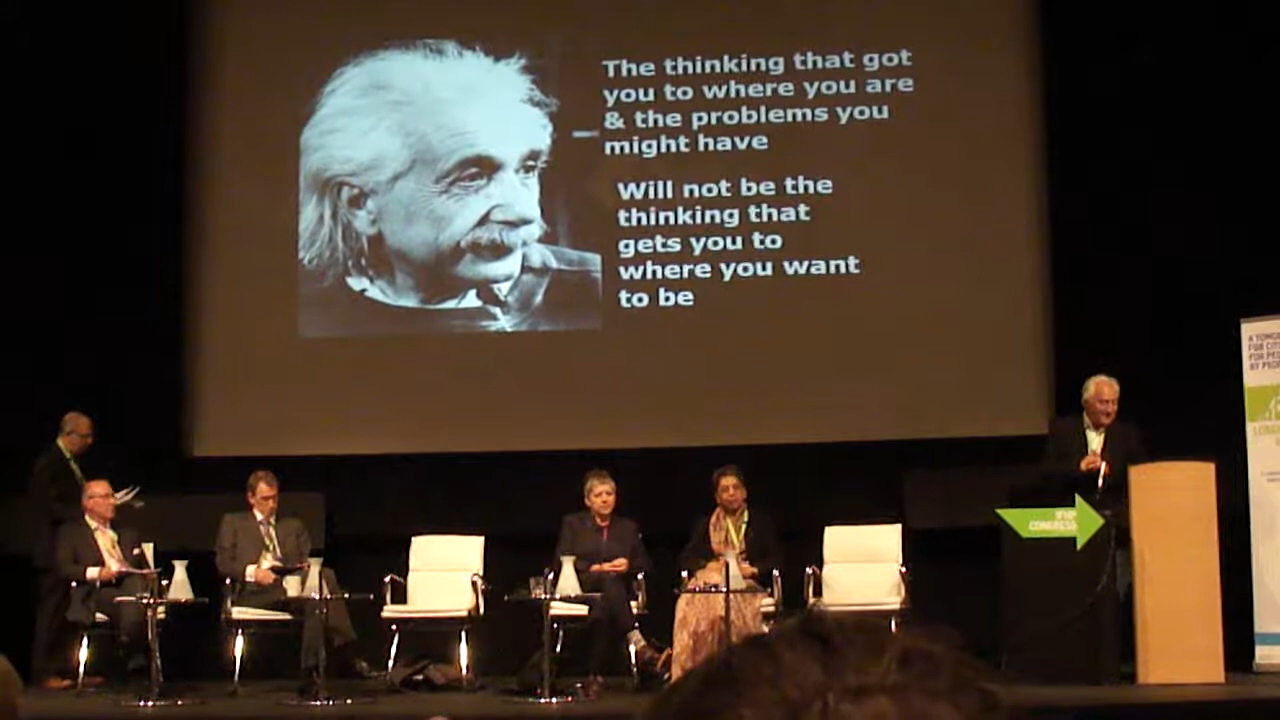 The thinking that got
you to where you are
& the problems you
might have
Will not be the
thinking that
gets you to
where you want
to be
CONGRESS